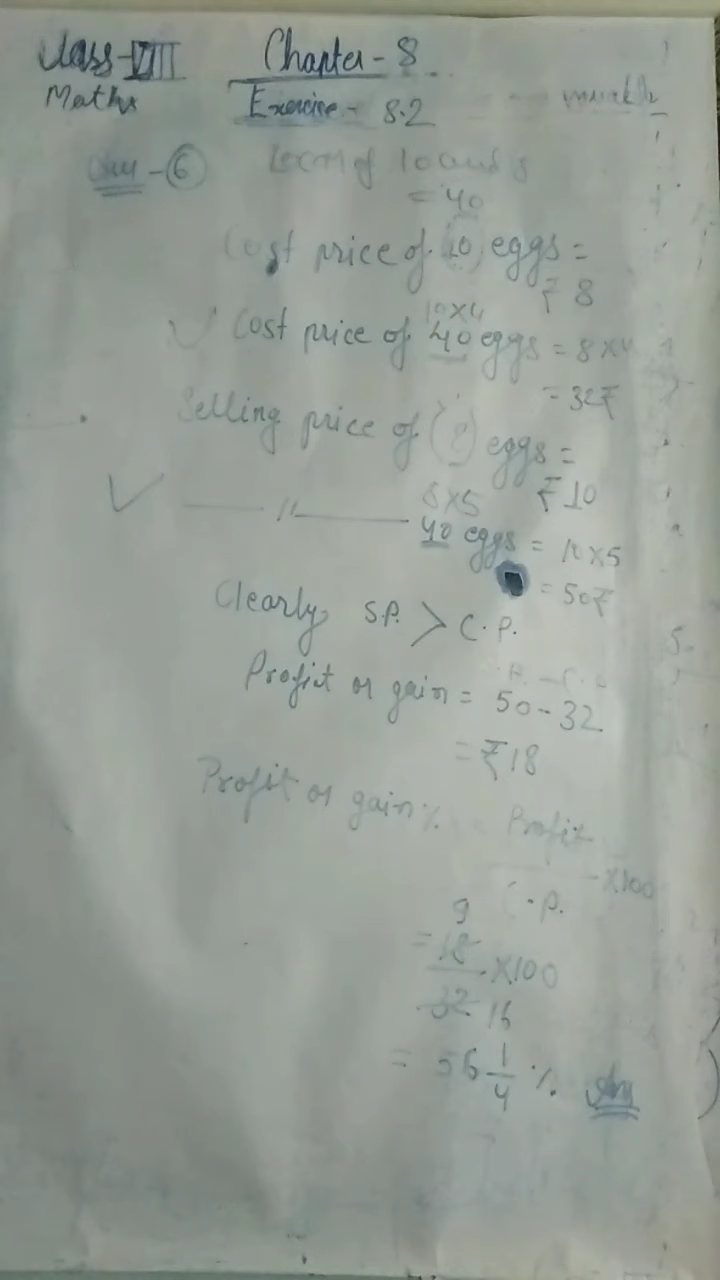 Class-VIII Chapter-8
Maths Exercise- 8.2
Qus-6 L.C.M of 10 and 8
= 40
Cost price of 10 eggs =
₹ 8
10×4
Cost price of 40 eggs = 8×4
= 32₹
Selling price of (8) eggs =
₹10
8×5
——〃—— 40 eggs = 10×5
= 50₹
Clearly S.P. > C.P.
Profit or gain = 50-32
= ₹18
Profit or gain% = Profit
×100
C.P.
9
= 18 ×100
32 16
= 56 1/4 % Ans